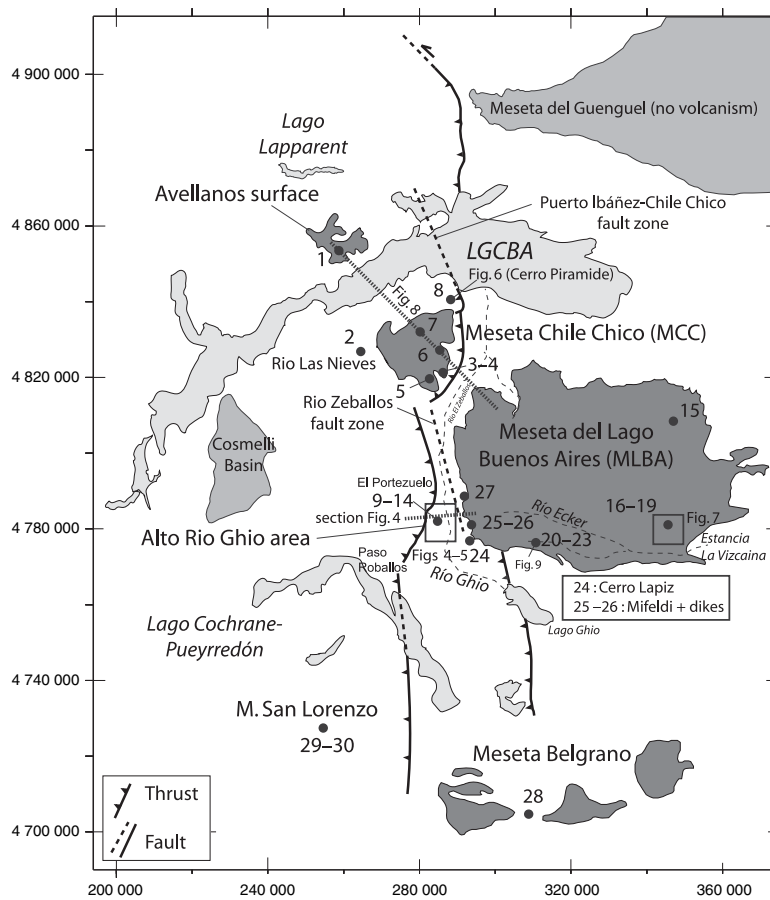 4 900 000
4 860 000
4 820 000
4 780 000
4 740 000
4 700 000
Meseta del Guenguel (no volcanism)
Lago
Lapparent
Avellanos surface
Puerto Ibáñez-Chile Chico
fault zone
1
LGCBA
Fig. 6 (Cerro Piramide)
8
Fig. 8
7
Meseta Chile Chico (MCC)
2
Rio Las Nieves
6
3–4
5
Rio El Zeballos
Rio Zeballos
fault zone
15
Meseta del Lago
Buenos Aires (MLBA)
Cosmelli
Basin
El Portezuelo
9–14
27
16–19
section Fig. 4
Río Ecker
Fig. 7
Alto Rio Ghio area
25–26
20–23
Estancia
La Vizcaina
Paso
Roballos
Figs 4–5
24
Fig. 9
Río Ghio
24 : Cerro Lapiz
25–26 : Mifeldi + dikes
Lago Cochrane-
Pueyrredón
Lago Ghio
M. San Lorenzo
29–30
Meseta Belgrano
28
Thrust
Fault
200 000
240 000
280 000
320 000
360 000